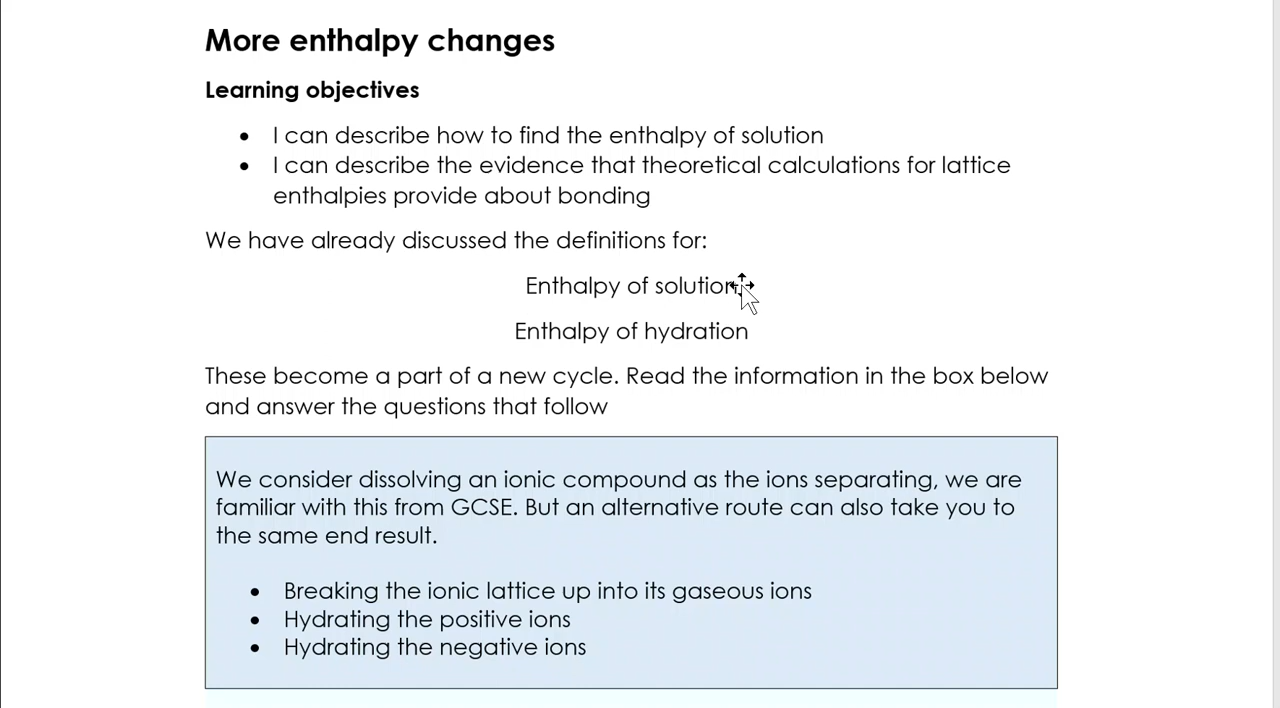 More enthalpy changes
Learning objectives
• I can describe how to find the enthalpy of solution
• I can describe the evidence that theoretical calculations for lattice
enthalpies provide about bonding
We have already discussed the definitions for:
Enthalpy of solution
Enthalpy of hydration
These become a part of a new cycle. Read the information in the box below
and answer the questions that follow
We consider dissolving an ionic compound as the ions separating, we are
familiar with this from GCSE. But an alternative route can also take you to
the same end result.
• Breaking the ionic lattice up into its gaseous ions
• Hydrating the positive ions
• Hydrating the negative ions